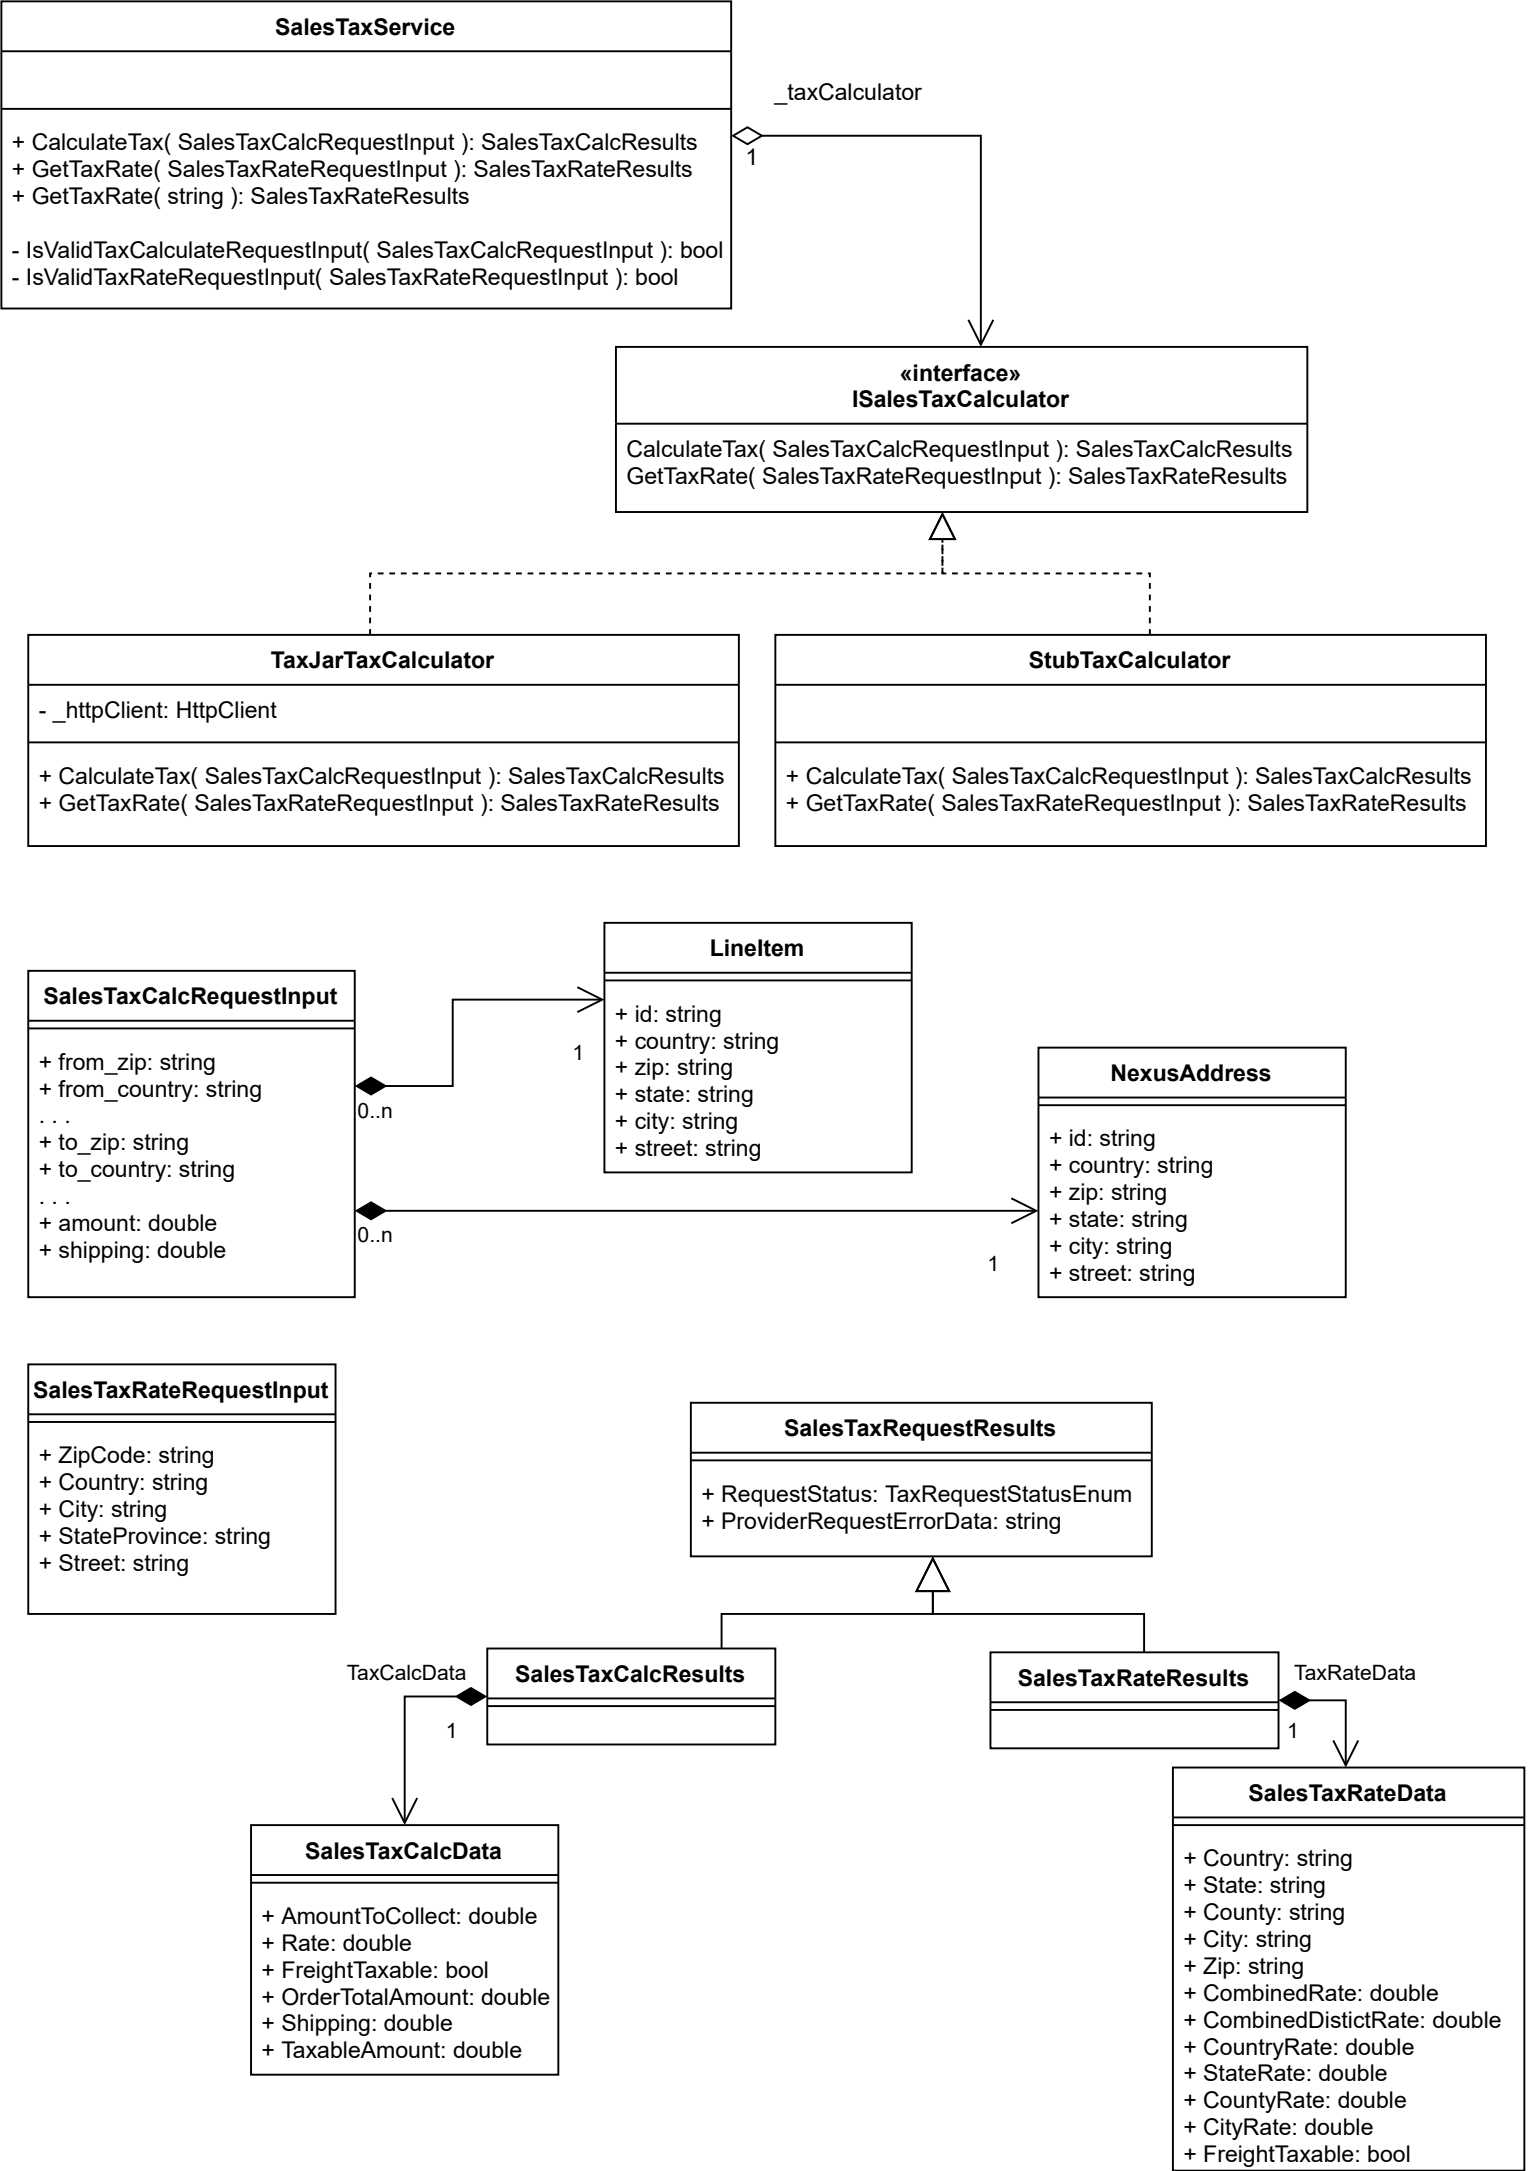 SalesTaxService
_taxCalculator
+ CalculateTax( SalesTaxCalcRequestInput ): SalesTaxCalcResults
+ GetTaxRate( SalesTaxRateRequestInput ): SalesTaxRateResults
+ GetTaxRate( string ): SalesTaxRateResults
1
- IsValidTaxCalculateRequestInput( SalesTaxCalcRequestInput ): bool
- IsValidTaxRateRequestInput( SalesTaxRateRequestInput ): bool
«interface»
ISalesTaxCalculator
CalculateTax( SalesTaxCalcRequestInput ): SalesTaxCalcResults
GetTaxRate( SalesTaxRateRequestInput ): SalesTaxRateResults
TaxJarTaxCalculator
- _httpClient: HttpClient
+ CalculateTax( SalesTaxCalcRequestInput ): SalesTaxCalcResults
+ GetTaxRate( SalesTaxRateRequestInput ): SalesTaxRateResults
StubTaxCalculator
+ CalculateTax( SalesTaxCalcRequestInput ): SalesTaxCalcResults
+ GetTaxRate( SalesTaxRateRequestInput ): SalesTaxRateResults
SalesTaxCalcRequestInput
+ from_zip: string
+ from_country: string
. . .
+ to_zip: string
+ to_country: string
. . .
+ amount: double
+ shipping: double
0..n
1
0..n
1
LineItem
+ id: string
+ country: string
+ zip: string
+ state: string
+ city: string
+ street: string
NexusAddress
+ id: string
+ country: string
+ zip: string
+ state: string
+ city: string
+ street: string
SalesTaxRateRequestInput
+ ZipCode: string
+ Country: string
+ City: string
+ StateProvince: string
+ Street: string
SalesTaxRequestResults
+ RequestStatus: TaxRequestStatusEnum
+ ProviderRequestErrorData: string
TaxCalcData
1
SalesTaxCalcResults
SalesTaxRateResults
TaxRateData
1
SalesTaxCalcData
+ AmountToCollect: double
+ Rate: double
+ FreightTaxable: bool
+ OrderTotalAmount: double
+ Shipping: double
+ TaxableAmount: double
SalesTaxRateData
+ Country: string
+ State: string
+ County: string
+ City: string
+ Zip: string
+ CombinedRate: double
+ CombinedDistictRate: double
+ CountryRate: double
+ StateRate: double
+ CountyRate: double
+ CityRate: double
+ FreightTaxable: bool